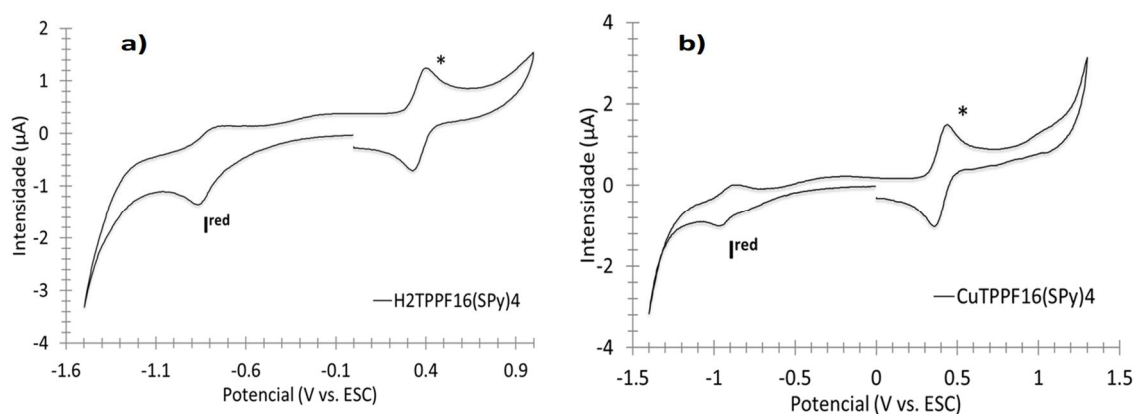 a)
Intensidade (µA)
2
1
0
-1
-2
-3
-4
*
Iʳᵉᵈ
H2TPPF16(SPy)4
-1.6
-1.1
-0.6
-0.1
0.4
0.9
Potencial (V vs. ESC)
b)
Intensidade (µA)
4
2
0
-2
-4
*
Iʳᵉᵈ
CuTPPF16(SPy)4
-1.5
-1
-0.5
0
0.5
1
1.5
Potencial (V vs. ESC)